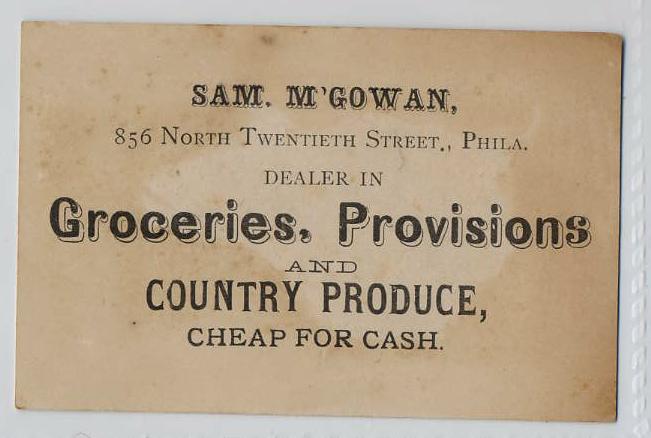 SAM. M'GOWAN,
856 NORTH TWENTIETH STREET., PHILA.
DEALER IN
Groceries, Provisions
AND
COUNTRY PRODUCE,
CHEAP FOR CASH.